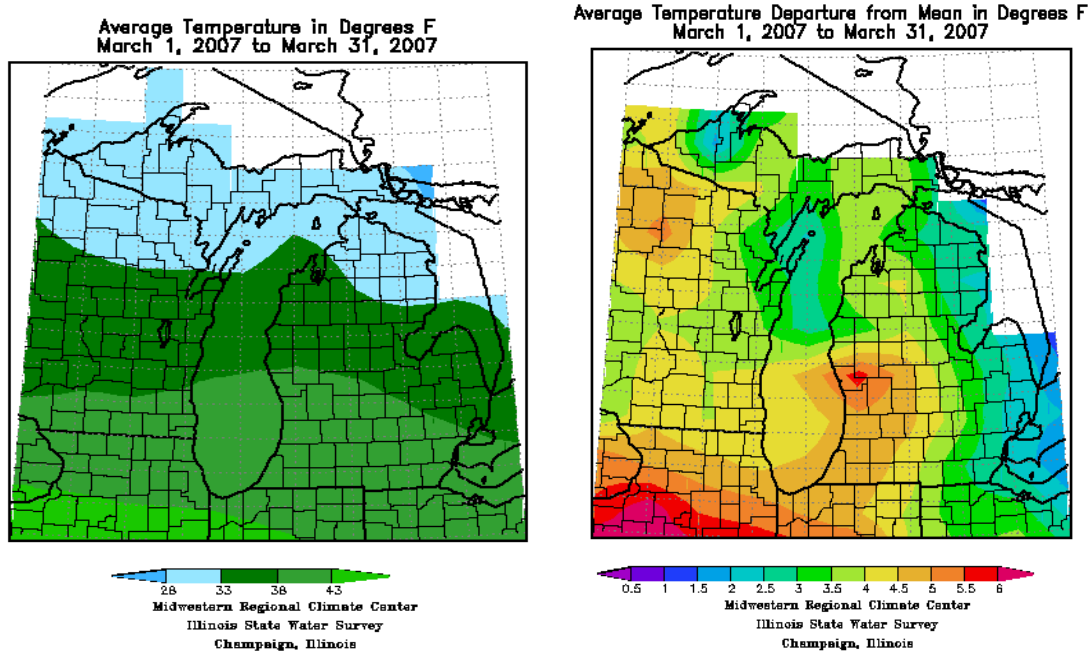 Average Temperature in Degrees F
March 1, 2007 to March 31, 2007
28 33 38 43
Midwestern Regional Climate Center
Illinois State Water Survey
Champaign, Illinois
Average Temperature Departure from Mean in Degrees F
March 1, 2007 to March 31, 2007
0.5 1 1.5 2 2.5 3 3.5 4 4.5 5 5.5 6
Midwestern Regional Climate Center
Illinois State Water Survey
Champaign, Illinois